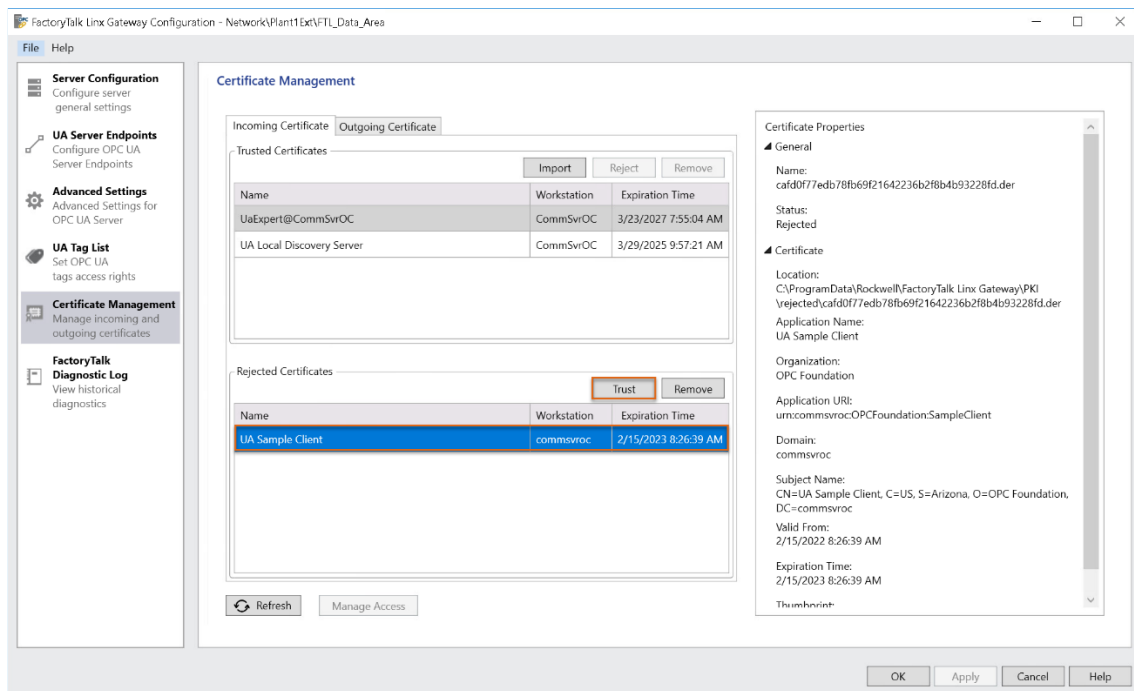 FactoryTalk Linx Gateway Configuration - Network\Plant1Ext\FTL_Data_Area
File Help
Server Configuration
Configure server
general settings
UA Server Endpoints
Configure OPC UA
Server Endpoints
Advanced Settings
Advanced Settings for
OPC UA Server
UA Tag List
Set OPC UA
tags access rights
Certificate Management
Manage incoming and
outgoing certificates
FactoryTalk
Diagnostic Log
View historical
diagnostics
Certificate Management
Incoming Certificate Outgoing Certificate
Trusted Certificates
Import Reject Remove
Name Workstation Expiration Time
UaExpert@CommSvrOC CommSvrOC 3/23/2027 7:55:04 AM
UA Local Discovery Server CommSvrOC 3/29/2025 9:57:21 AM
Rejected Certificates
Trust Remove
Name Workstation Expiration Time
UA Sample Client commsvroc 2/15/2023 8:26:39 AM
Refresh Manage Access
Certificate Properties
General
Name:
cafd0f77edb78fb69f21642236b2f8b4b93228fd.der
Status:
Rejected
Certificate
Location:
C:\ProgramData\Rockwell\FactoryTalk Linx Gateway\PKI
\rejected\cafd0f77edb78fb69f21642236b2f8b4b93228fd.der
Application Name:
UA Sample Client
Organization:
OPC Foundation
Application URI:
urn:commsvroc:OPCFoundation:SampleClient
Domain:
commsvroc
Subject Name:
CN=UA Sample Client, C=US, S=Arizona, O=OPC Foundation,
DC=commsvroc
Valid From:
2/15/2022 8:26:39 AM
Expiration Time:
2/15/2023 8:26:39 AM
Thumbprint:
OK Apply Cancel Help